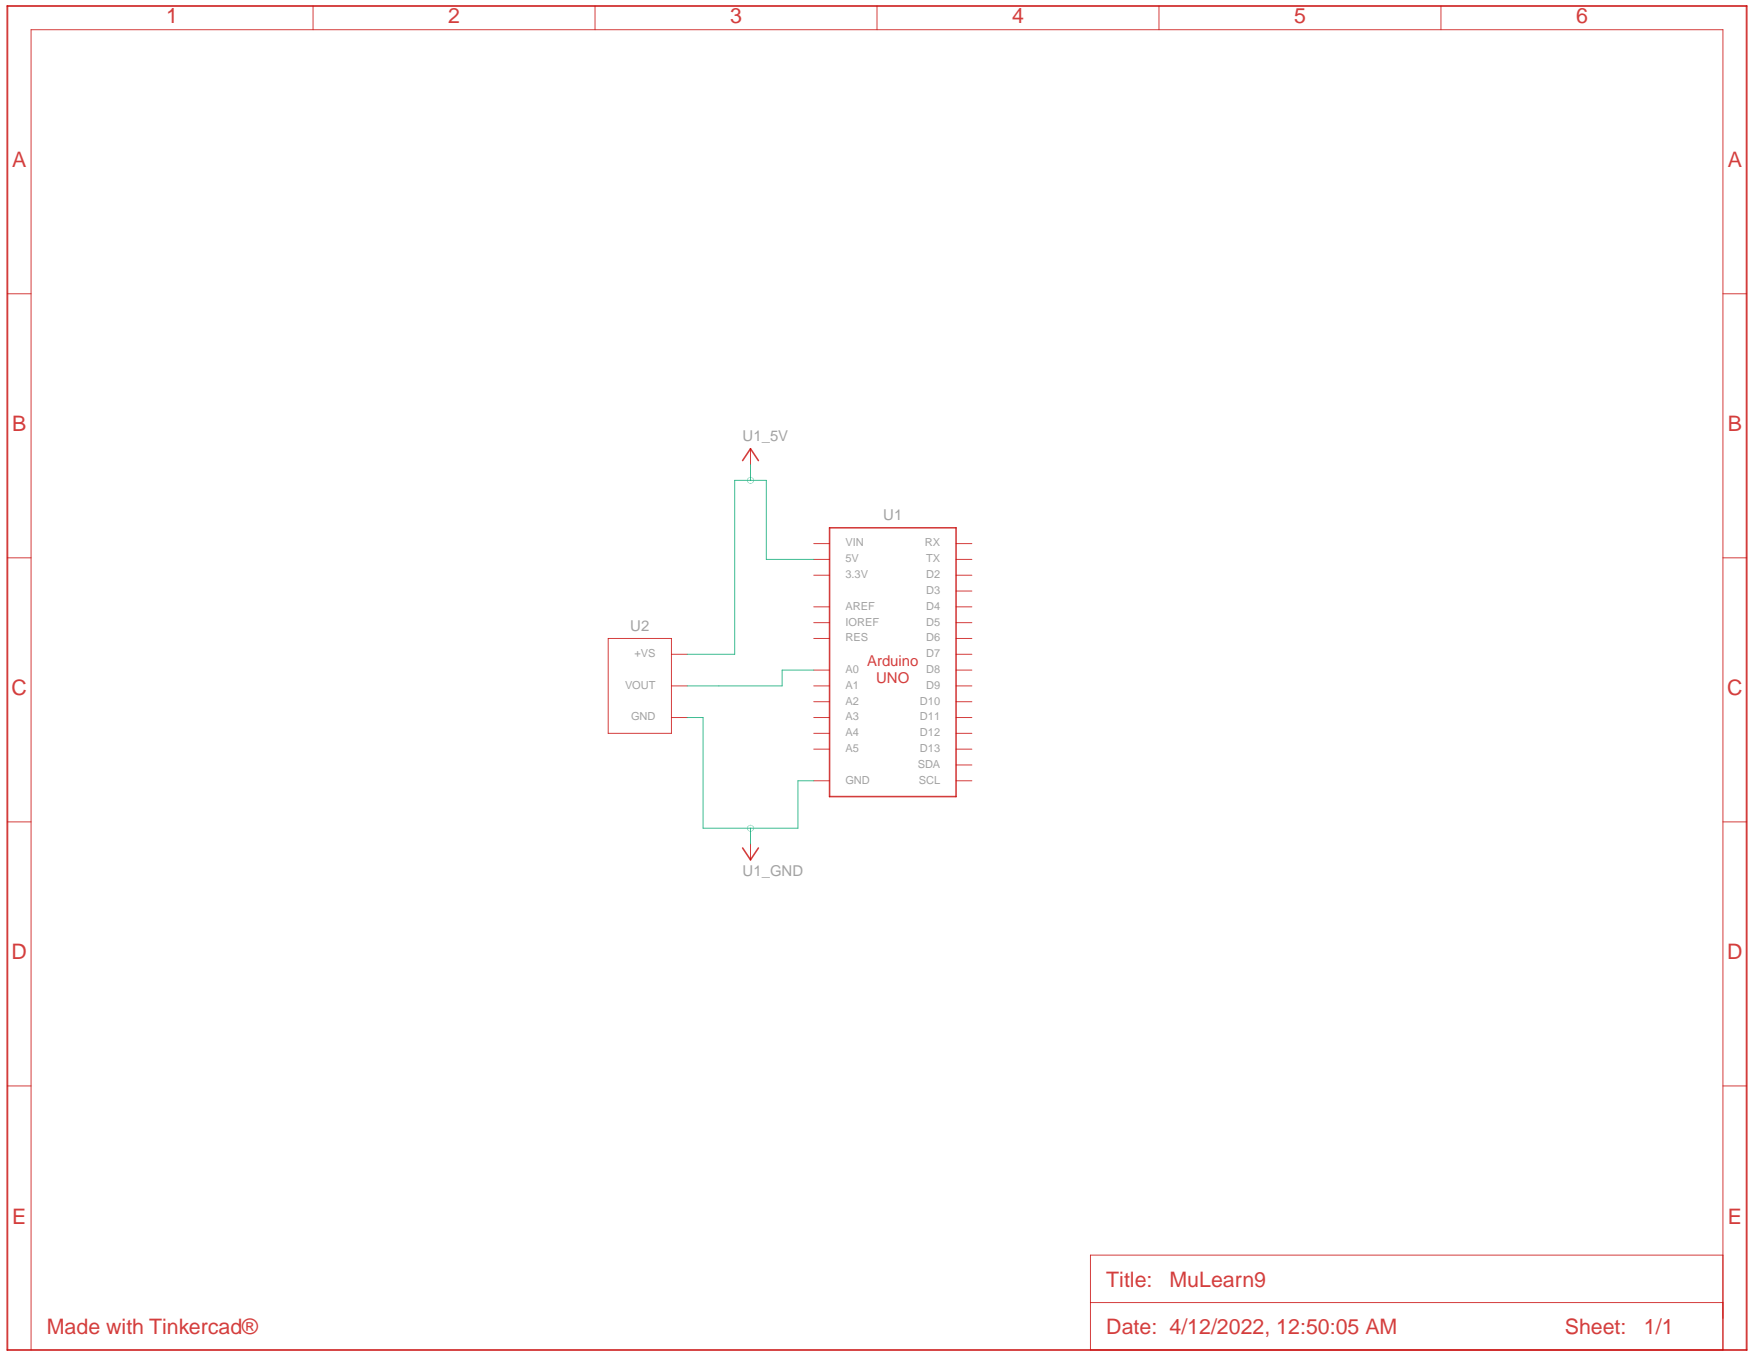 1 2 3 4 5 6
A A
B B
U1_5V
U1
VIN RX
5V TX
3.3V D2
D3
AREF D4
IOREF D5
RES D6
D7
A0 D8
A1 D9
A2 D10
A3 D11
A4 D12
A5 D13
SDA
GND SCL
Arduino
UNO
U2
+VS
VOUT
GND
C C
U1_GND
D D
E E
Title: MuLearn9
Date: 4/12/2022, 12:50:05 AM Sheet: 1/1
Made with Tinkercad®